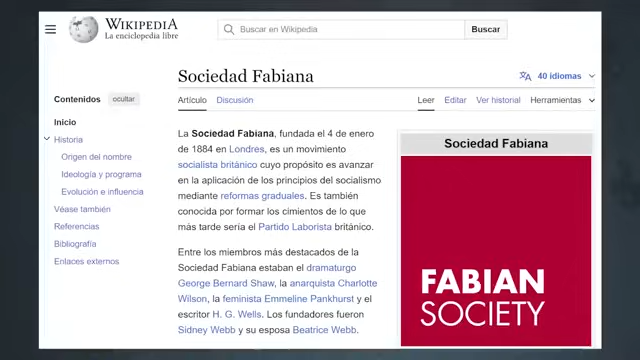 WIKIPEDIA
La enciclopedia libre
Buscar en Wikipedia
Buscar
Contenidos
ocultar
Inicio
Historia
Origen del nombre
Ideología y programa
Evolución e influencia
Véase también
Referencias
Bibliografía
Enlaces externos
Sociedad Fabiana
40 idiomas
Artículo
Discusión
Leer
Editar
Ver historial
Herramientas
La Sociedad Fabiana, fundada el 4 de enero
de 1884 en Londres, es un movimiento
socialista británico cuyo propósito es avanzar
en la aplicación de los principios del socialismo
mediante reformas graduales. Es también
conocida por formar los cimientos de lo que
más tarde sería el Partido Laborista británico.
Entre los miembros más destacados de la
Sociedad Fabiana estaban el dramaturgo
George Bernard Shaw, la anarquista Charlotte
Wilson, la feminista Emmeline Pankhurst y el
escritor H. G. Wells. Los fundadores fueron
Sidney Webb y su esposa Beatrice Webb.
Sociedad Fabiana
FABIAN
SOCIETY